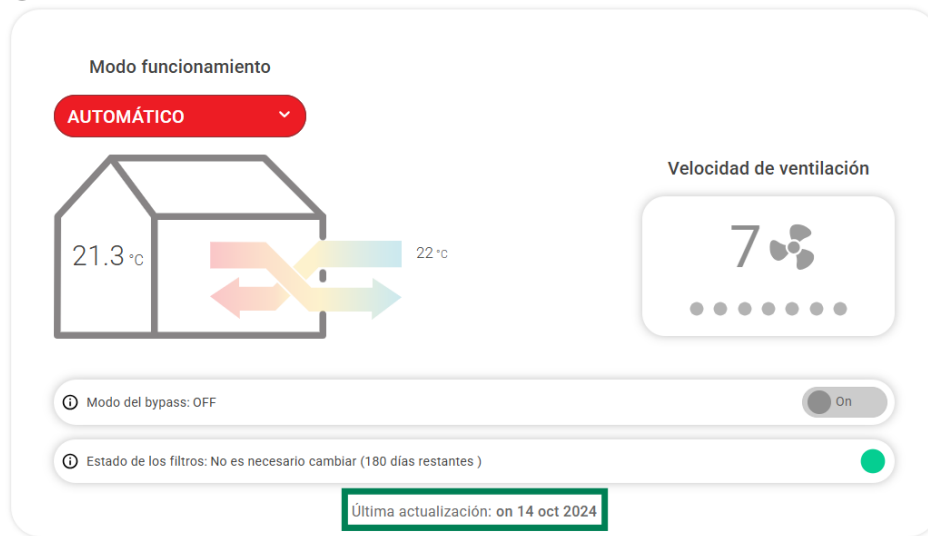 Modo funcionamiento
AUTOMÁTICO
Velocidad de ventilación
21.3 °C
22 °C
7
Modo del bypass: OFF
On
Estado de los filtros: No es necesario cambiar (180 días restantes )
Última actualización: on 14 oct 2024